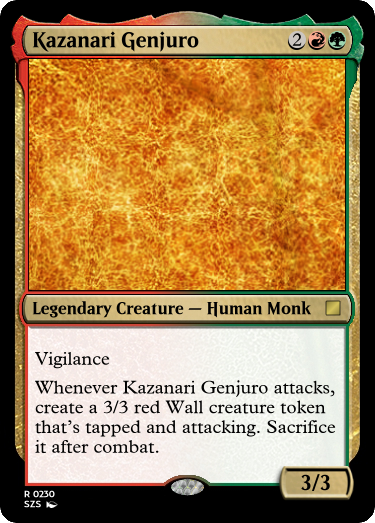 Kazanari Genjuro 2
Legendary Creature — Human Monk
Vigilance
Whenever Kazanari Genjuro attacks,
create a 3/3 red Wall creature token
that's tapped and attacking. Sacrifice
it after combat.
3/3
R 0230
SZS